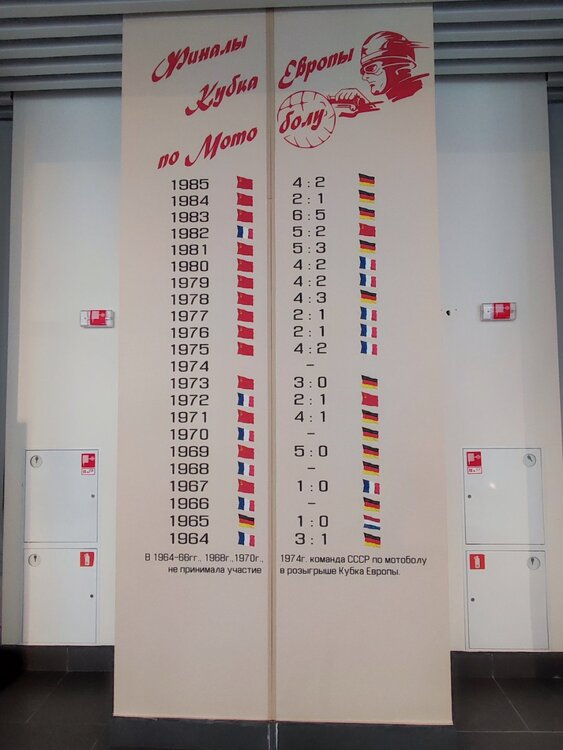 Финалы
Кубка Европы
по Мото болу
1985 4 : 2
1984 2 : 1
1983 6 : 5
1982 5 : 2
1981 5 : 3
1980 4 : 2
1979 4 : 2
1978 4 : 3
1977 2 : 1
1976 2 : 1
1975 4 : 2
1974 –
1973 3 : 0
1972 2 : 1
1971 4 : 1
1970 –
1969 5 : 0
1968 –
1967 1 : 0
1966 –
1965 1 : 0
1964 3 : 1
В 1964-66гг., 1968г.,1970г., 1974г. команда СССР по мотоболу
не принимала участие в розыгрыше Кубка Европы.